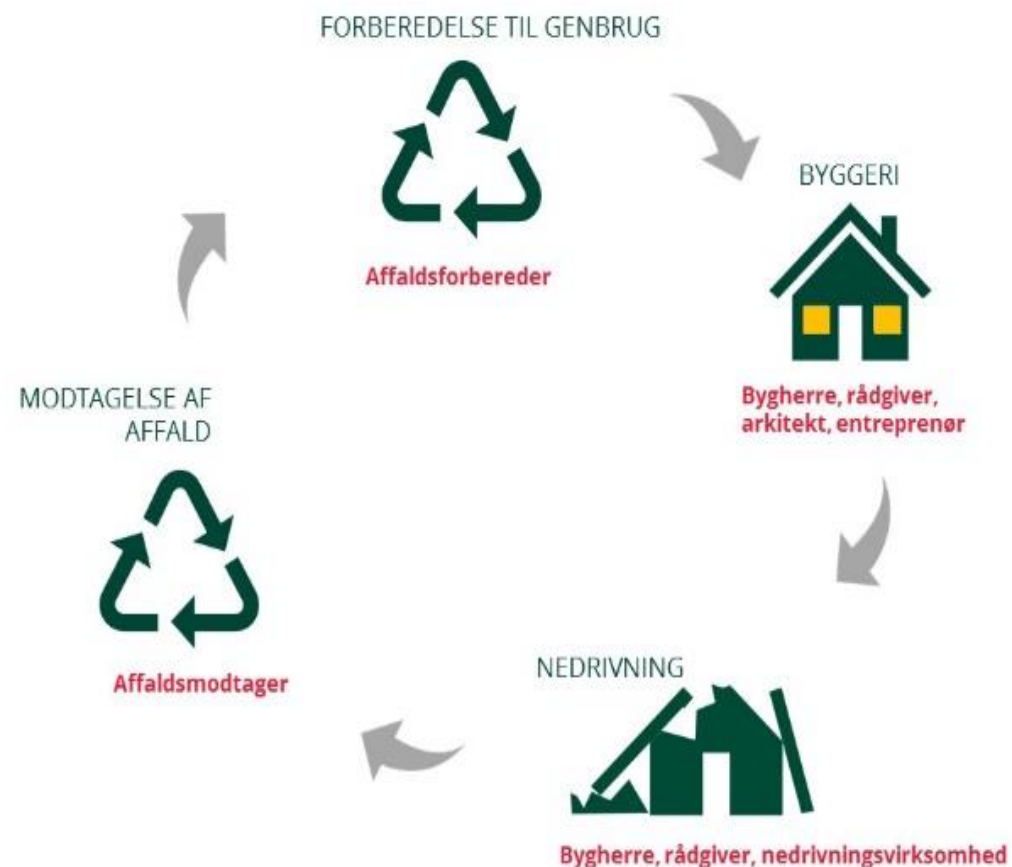 FORBEREDELSE TIL GENBRUG
Affaldsforbereder
BYGGERI
Bygherre, rådgiver,
arkitekt, entreprenør
NEDRIVNING
Bygherre, rådgiver, nedrivningsvirksomhed
MODTAGELSE AF
AFFALD
Affaldsmodtager